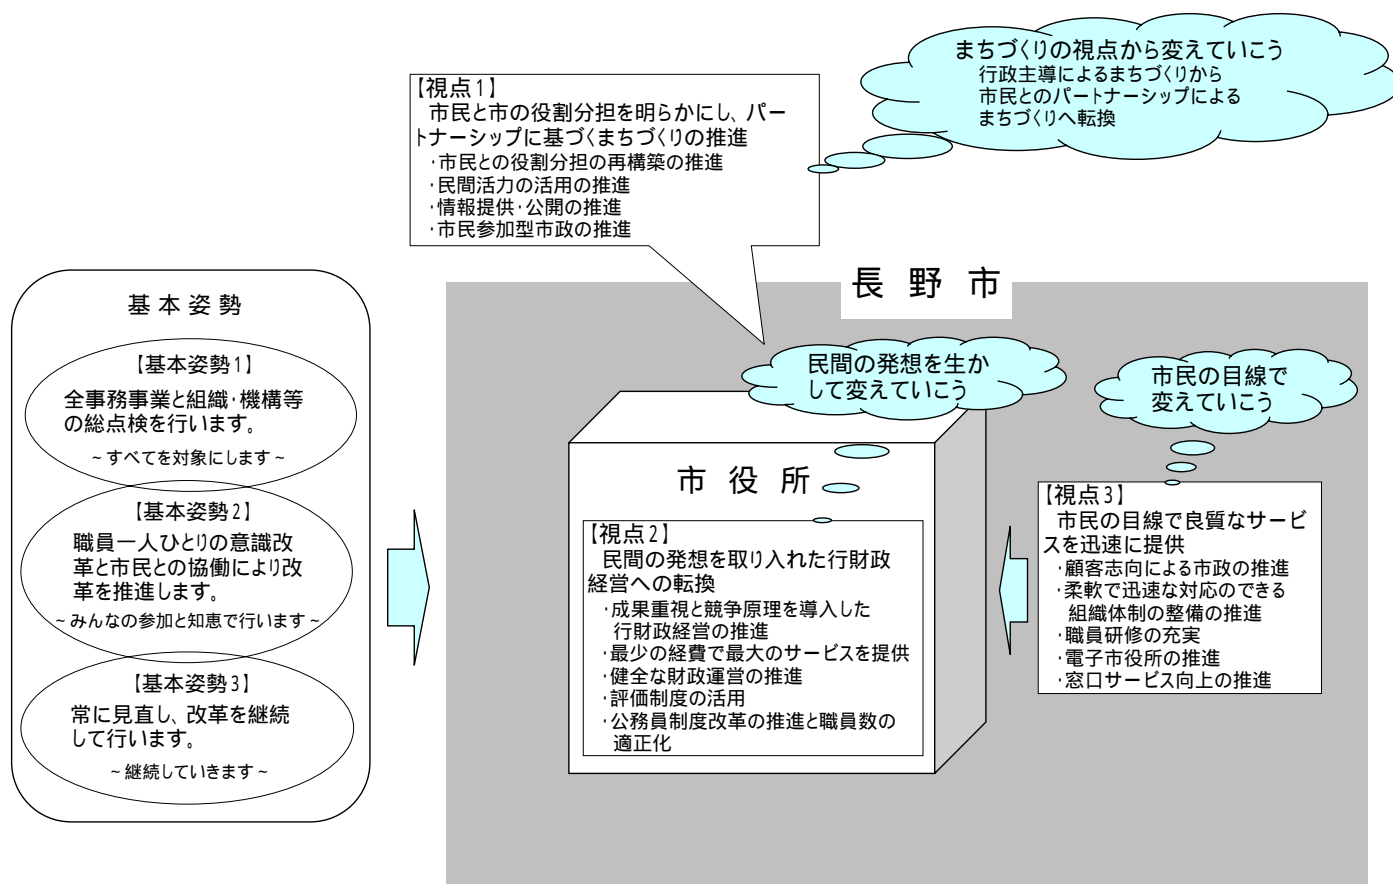 基本姿勢
【基本姿勢1】
全事務事業と組織・機構等
の総点検を行います。
~すべてを対象にします~
【基本姿勢2】
職員一人ひとりの意識改
革と市民との協働により改
革を推進します。
~みんなの参加と知恵で行います~
【基本姿勢3】
常に見直し、改革を継続
して行います。
~継続していきます~
【視点1】
市民と市の役割分担を明らかにし、パー
トナーシップに基づくまちづくりの推進
・市民との役割分担の再構築の推進
・民間活力の活用の推進
・情報提供・公開の推進
・市民参加型市政の推進
まちづくりの視点から変えていこう
行政主導によるまちづくりから
市民とのパートナーシップによる
まちづくりへ転換
長野市
民間の発想を生か
して変えていこう
市役所
【視点2】
民間の発想を取り入れた行財政
経営への転換
・成果重視と競争原理を導入した
行財政経営の推進
・最少の経費で最大のサービスを提供
・健全な財政運営の推進
・評価制度の活用
・公務員制度改革の推進と職員数の
適正化
市民の目線で
変えていこう
【視点3】
市民の目線で良質なサービ
スを迅速に提供
・顧客志向による市政の推進
・柔軟で迅速な対応のできる
組織体制の整備の推進
・職員研修の充実
・電子市役所の推進
・窓口サービス向上の推進